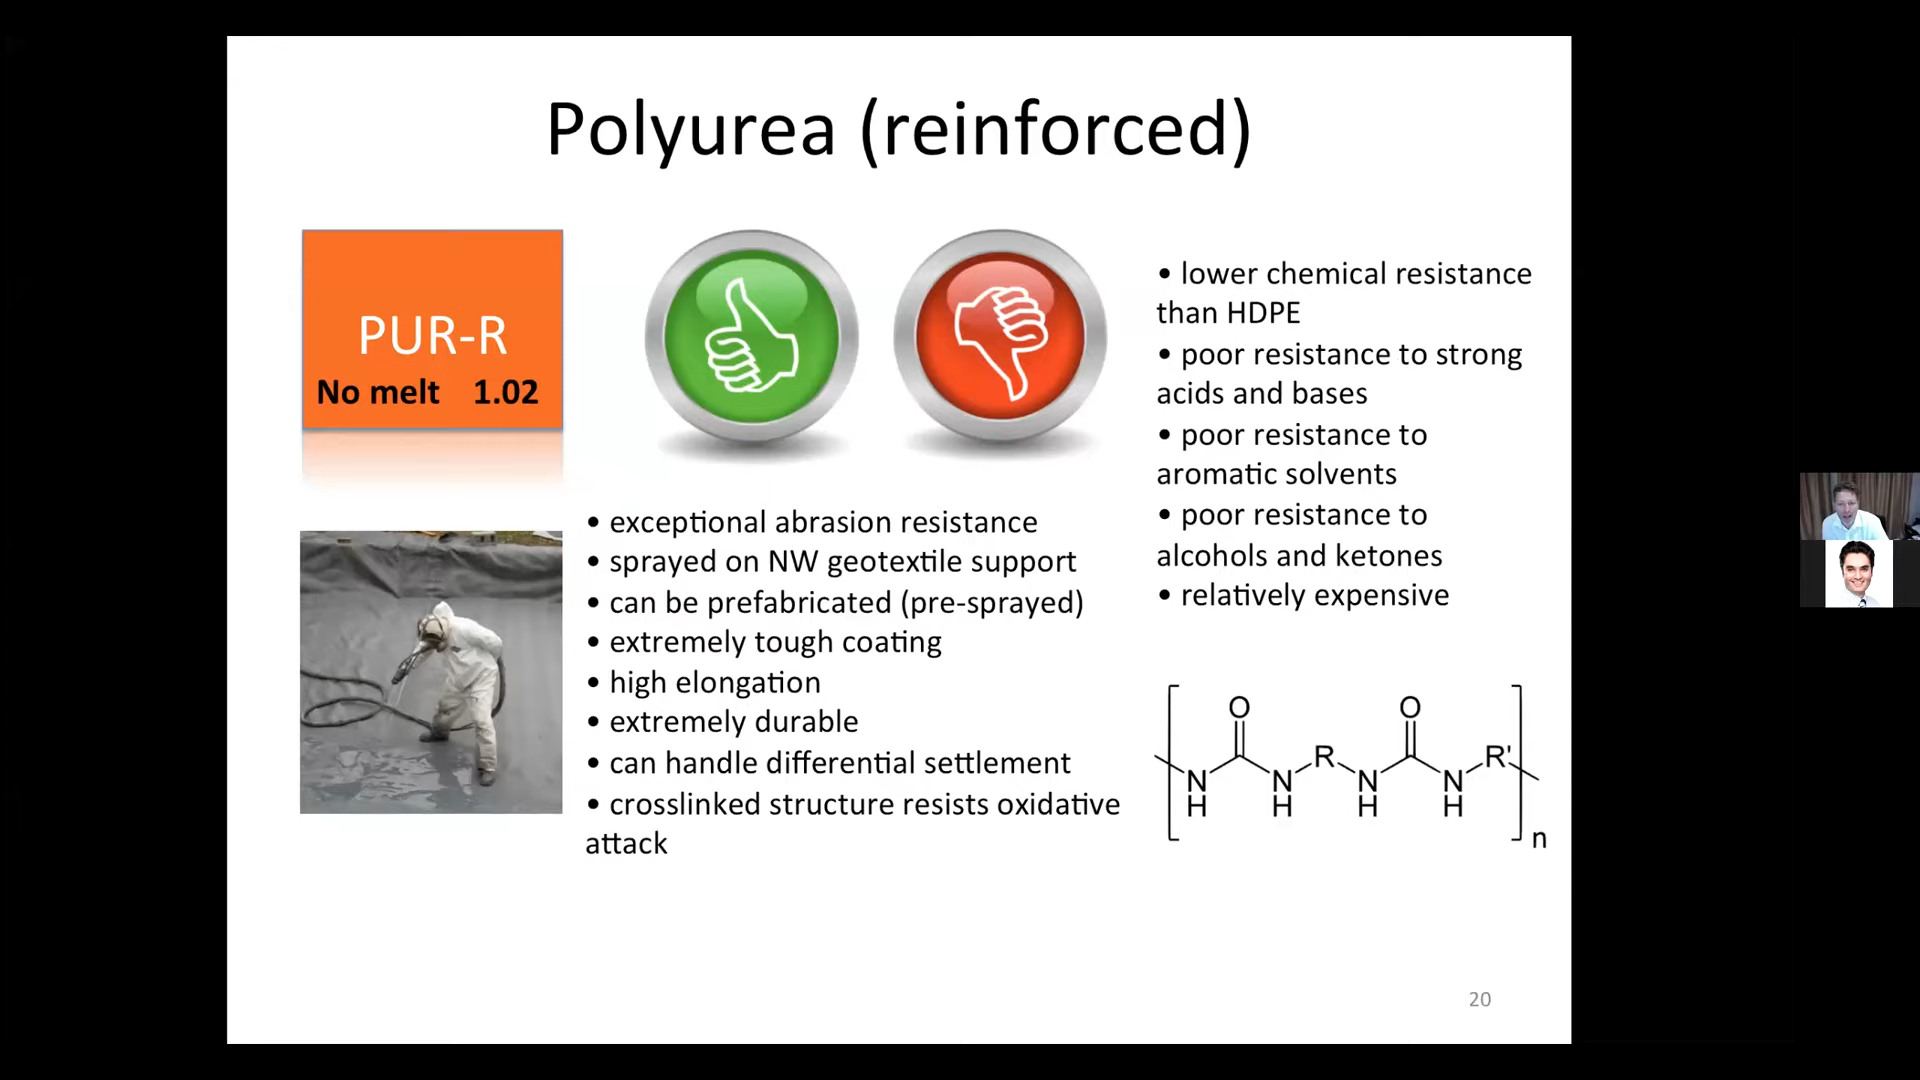 Polyurea (reinforced)
PUR-R
No melt 1.02
• exceptional abrasion resistance
• sprayed on NW geotextile support
• can be prefabricated (pre-sprayed)
• extremely tough coating
• high elongation
• extremely durable
• can handle differential settlement
• crosslinked structure resists oxidative
attack
• lower chemical resistance
than HDPE
• poor resistance to strong
acids and bases
• poor resistance to
aromatic solvents
• poor resistance to
alcohols and ketones
• relatively expensive
O O
R R'
N N N N
H H H H
n
20